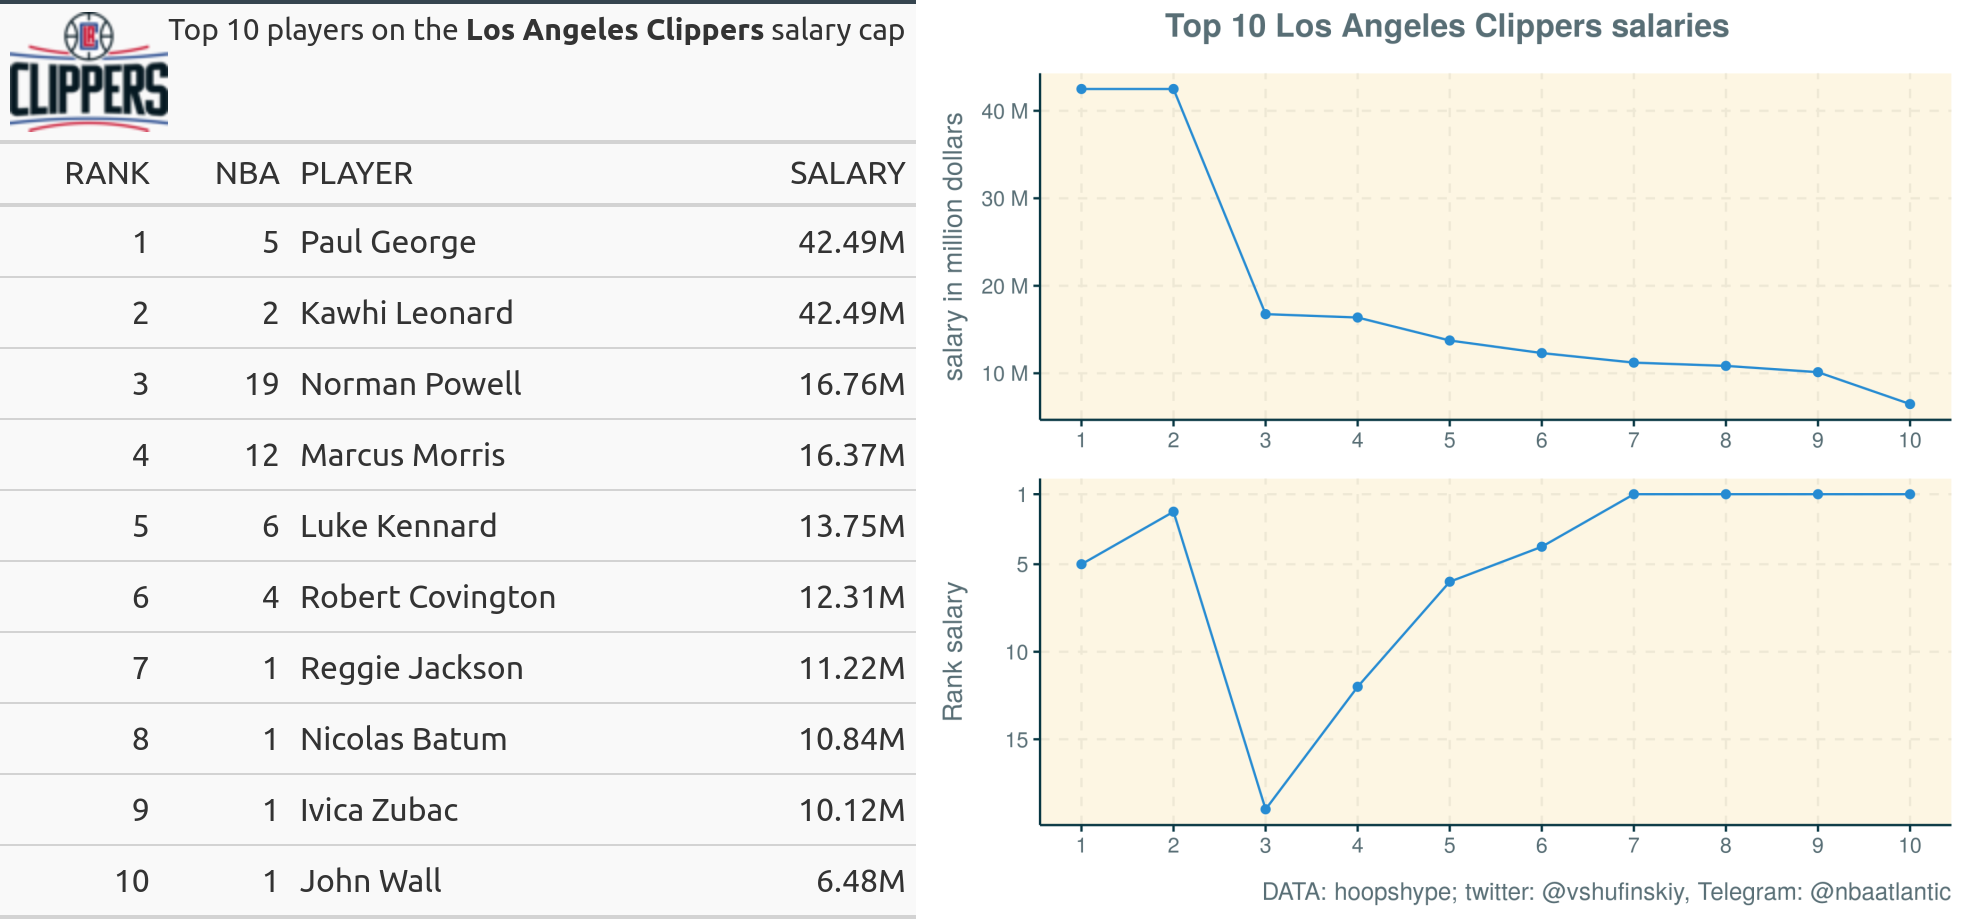 Top 10 players on the Los Angeles Clippers salary cap
LA
CLIPPERS
RANK NBA PLAYER SALARY
1 5 Paul George 42.49M
2 2 Kawhi Leonard 42.49M
3 19 Norman Powell 16.76M
4 12 Marcus Morris 16.37M
5 6 Luke Kennard 13.75M
6 4 Robert Covington 12.31M
7 1 Reggie Jackson 11.22M
8 1 Nicolas Batum 10.84M
9 1 Ivica Zubac 10.12M
10 1 John Wall 6.48M
Top 10 Los Angeles Clippers salaries
salary in million dollars
40 M
30 M
20 M
10 M
1 2 3 4 5 6 7 8 9 10
Rank salary
1
5
10
15
1 2 3 4 5 6 7 8 9 10
DATA: hoopshype; twitter: @vshufinskiy, Telegram: @nbaatlantic